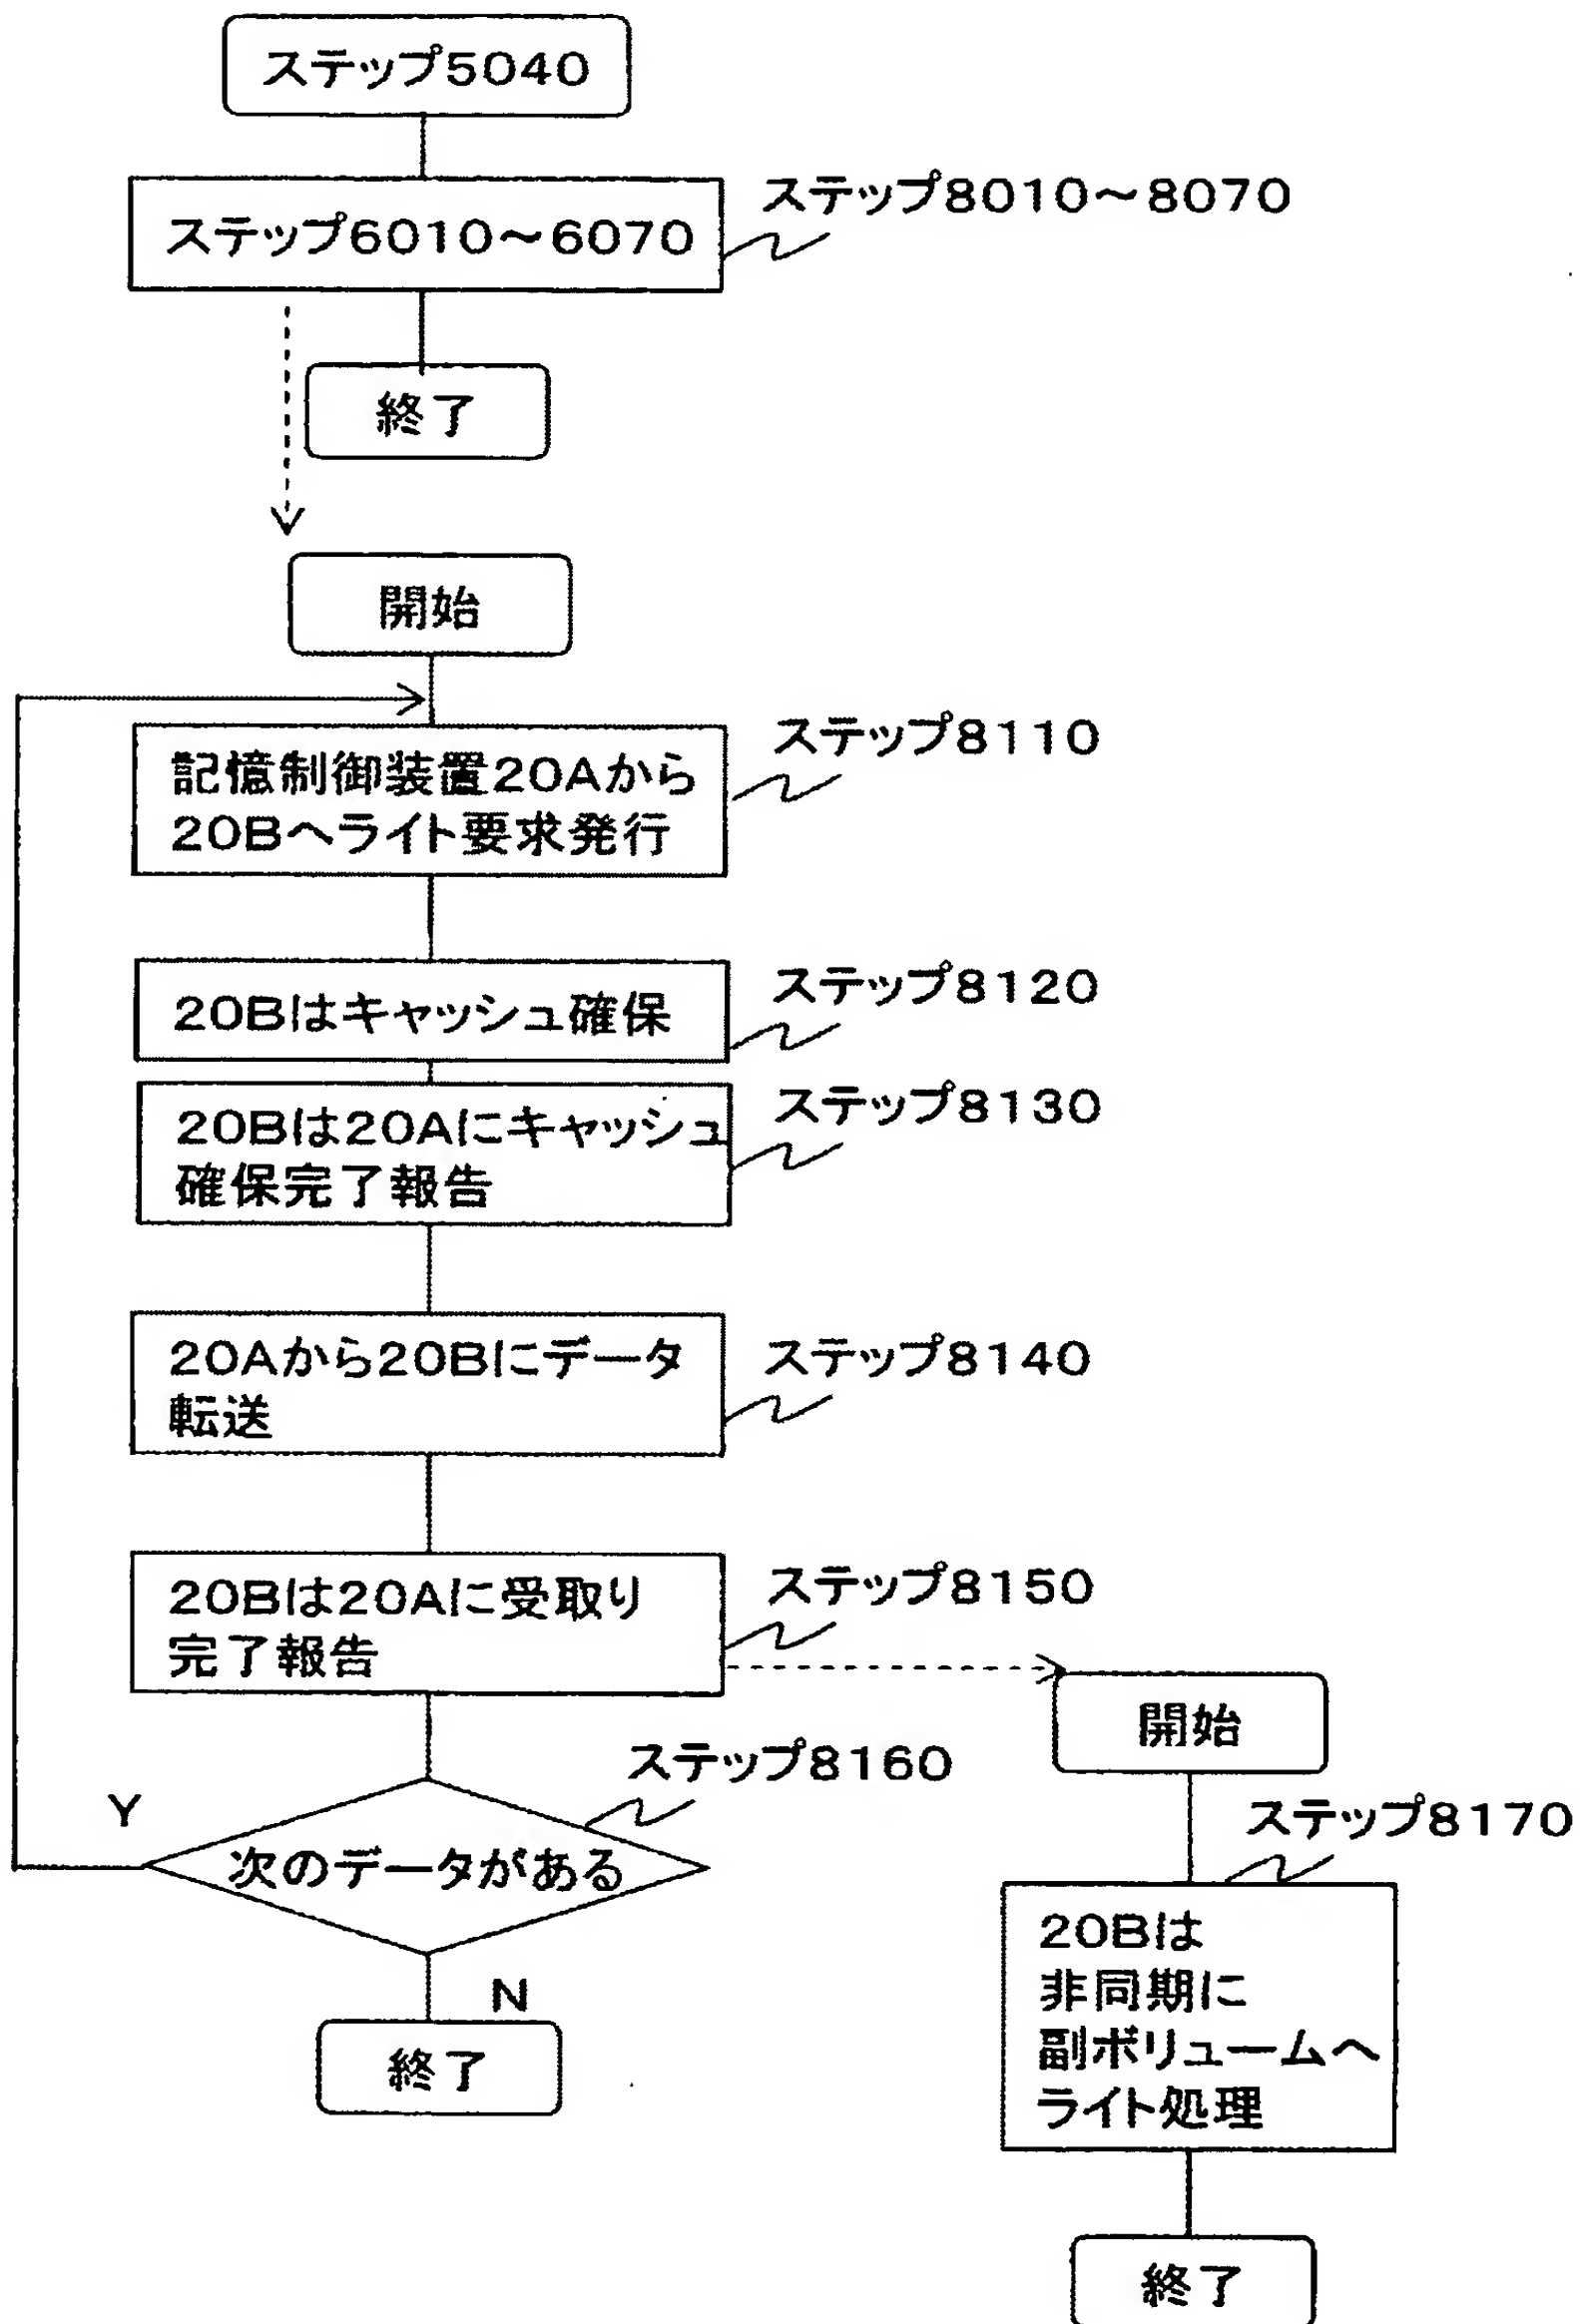 ステップ5040
ステップ8010～8070
ステップ6010～6070
終了
開始
ステップ8110
記憶制御装置20Aから
20Bへライト要求発行
ステップ8120
20Bはキャッシュ確保
ステップ8130
20Bは20Aにキャッシュ
確保完了報告
ステップ8140
20Aから20Bにデータ
転送
ステップ8150
20Bは20Aに受取り
完了報告
開始
ステップ8160
Y
次のデータがある
ステップ8170
N
終了
20Bは
非同期に
副ボリュームへ
ライト処理
終了